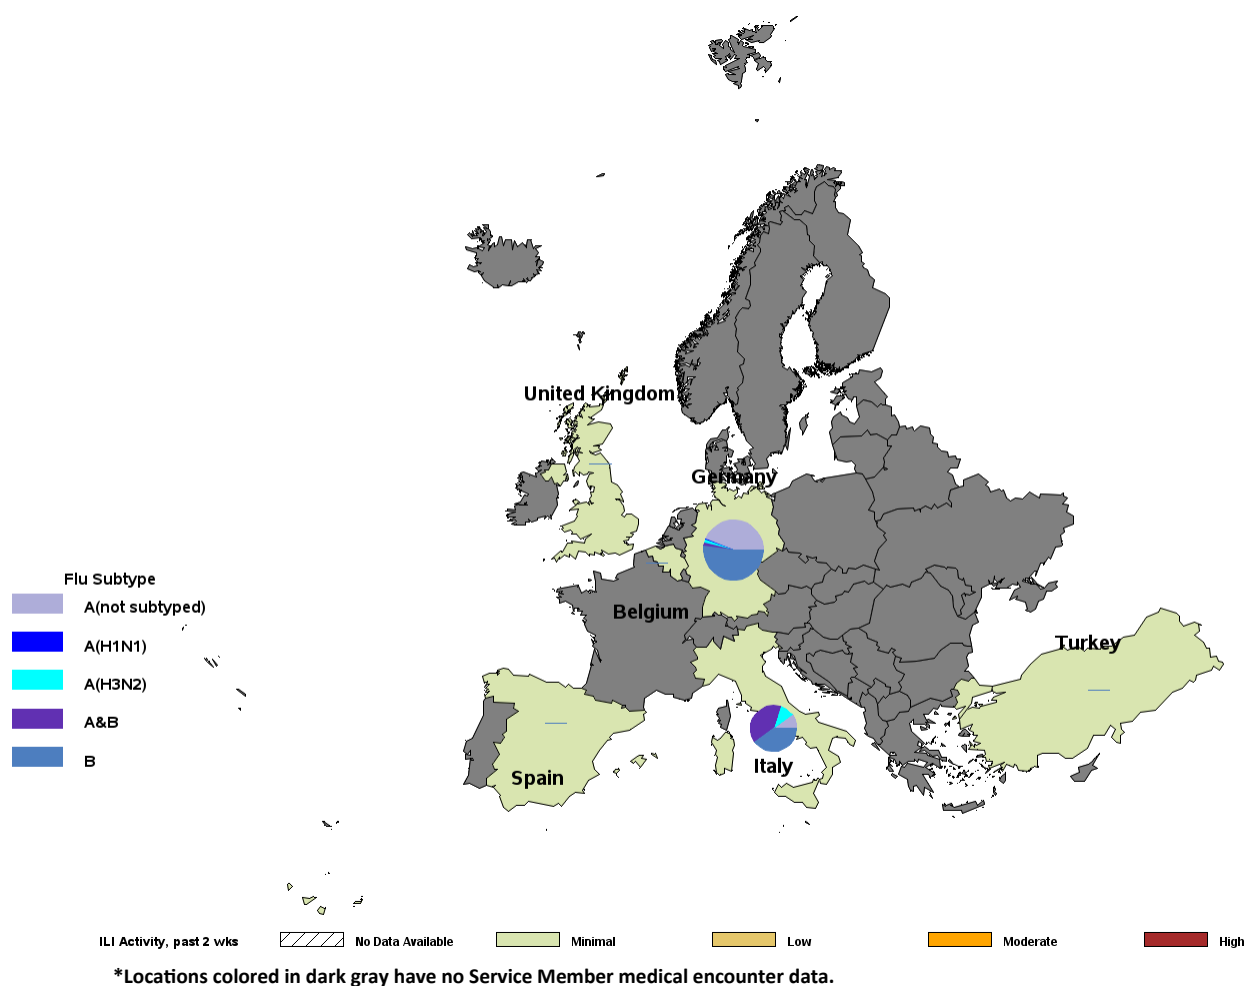 United Kingdom
Germany
Belgium
Turkey
Spain
Italy
Flu Subtype
A(not subtyped)
A(H1N1)
A(H3N2)
A&B
B
ILI Activity, past 2 wks No Data Available Minimal Low Moderate High
*Locations colored in dark gray have no Service Member medical encounter data.